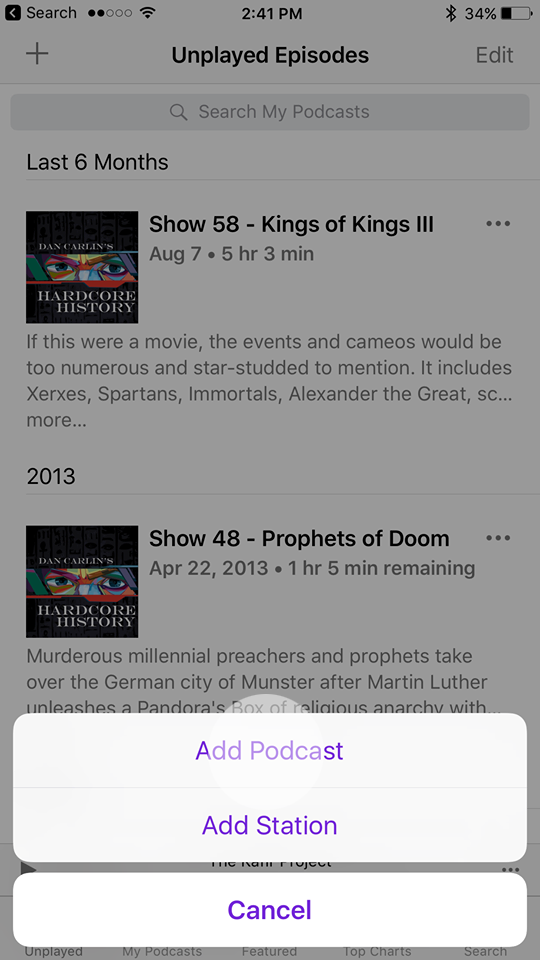 Search 2:41 PM 34%
Unplayed Episodes Edit
Search My Podcasts
Last 6 Months
Show 58 - Kings of Kings III
Aug 7 • 5 hr 3 min
DAN CARLIN'S
HARDCORE
HISTORY
If this were a movie, the events and cameos would be
too numerous and star-studded to mention. It includes
Xerxes, Spartans, Immortals, Alexander the Great, sc...
more...
2013
Show 48 - Prophets of Doom
Apr 22, 2013 • 1 hr 5 min remaining
DAN CARLIN'S
HARDCORE
HISTORY
Murderous millennial preachers and prophets take
over the German city of Munster after Martin Luther
unleashes a Pandora's Box of religious anarchy with...
Add Podcast
Add Station
The Kahf Project
Cancel
Unplayed My Podcasts Featured Top Charts Search